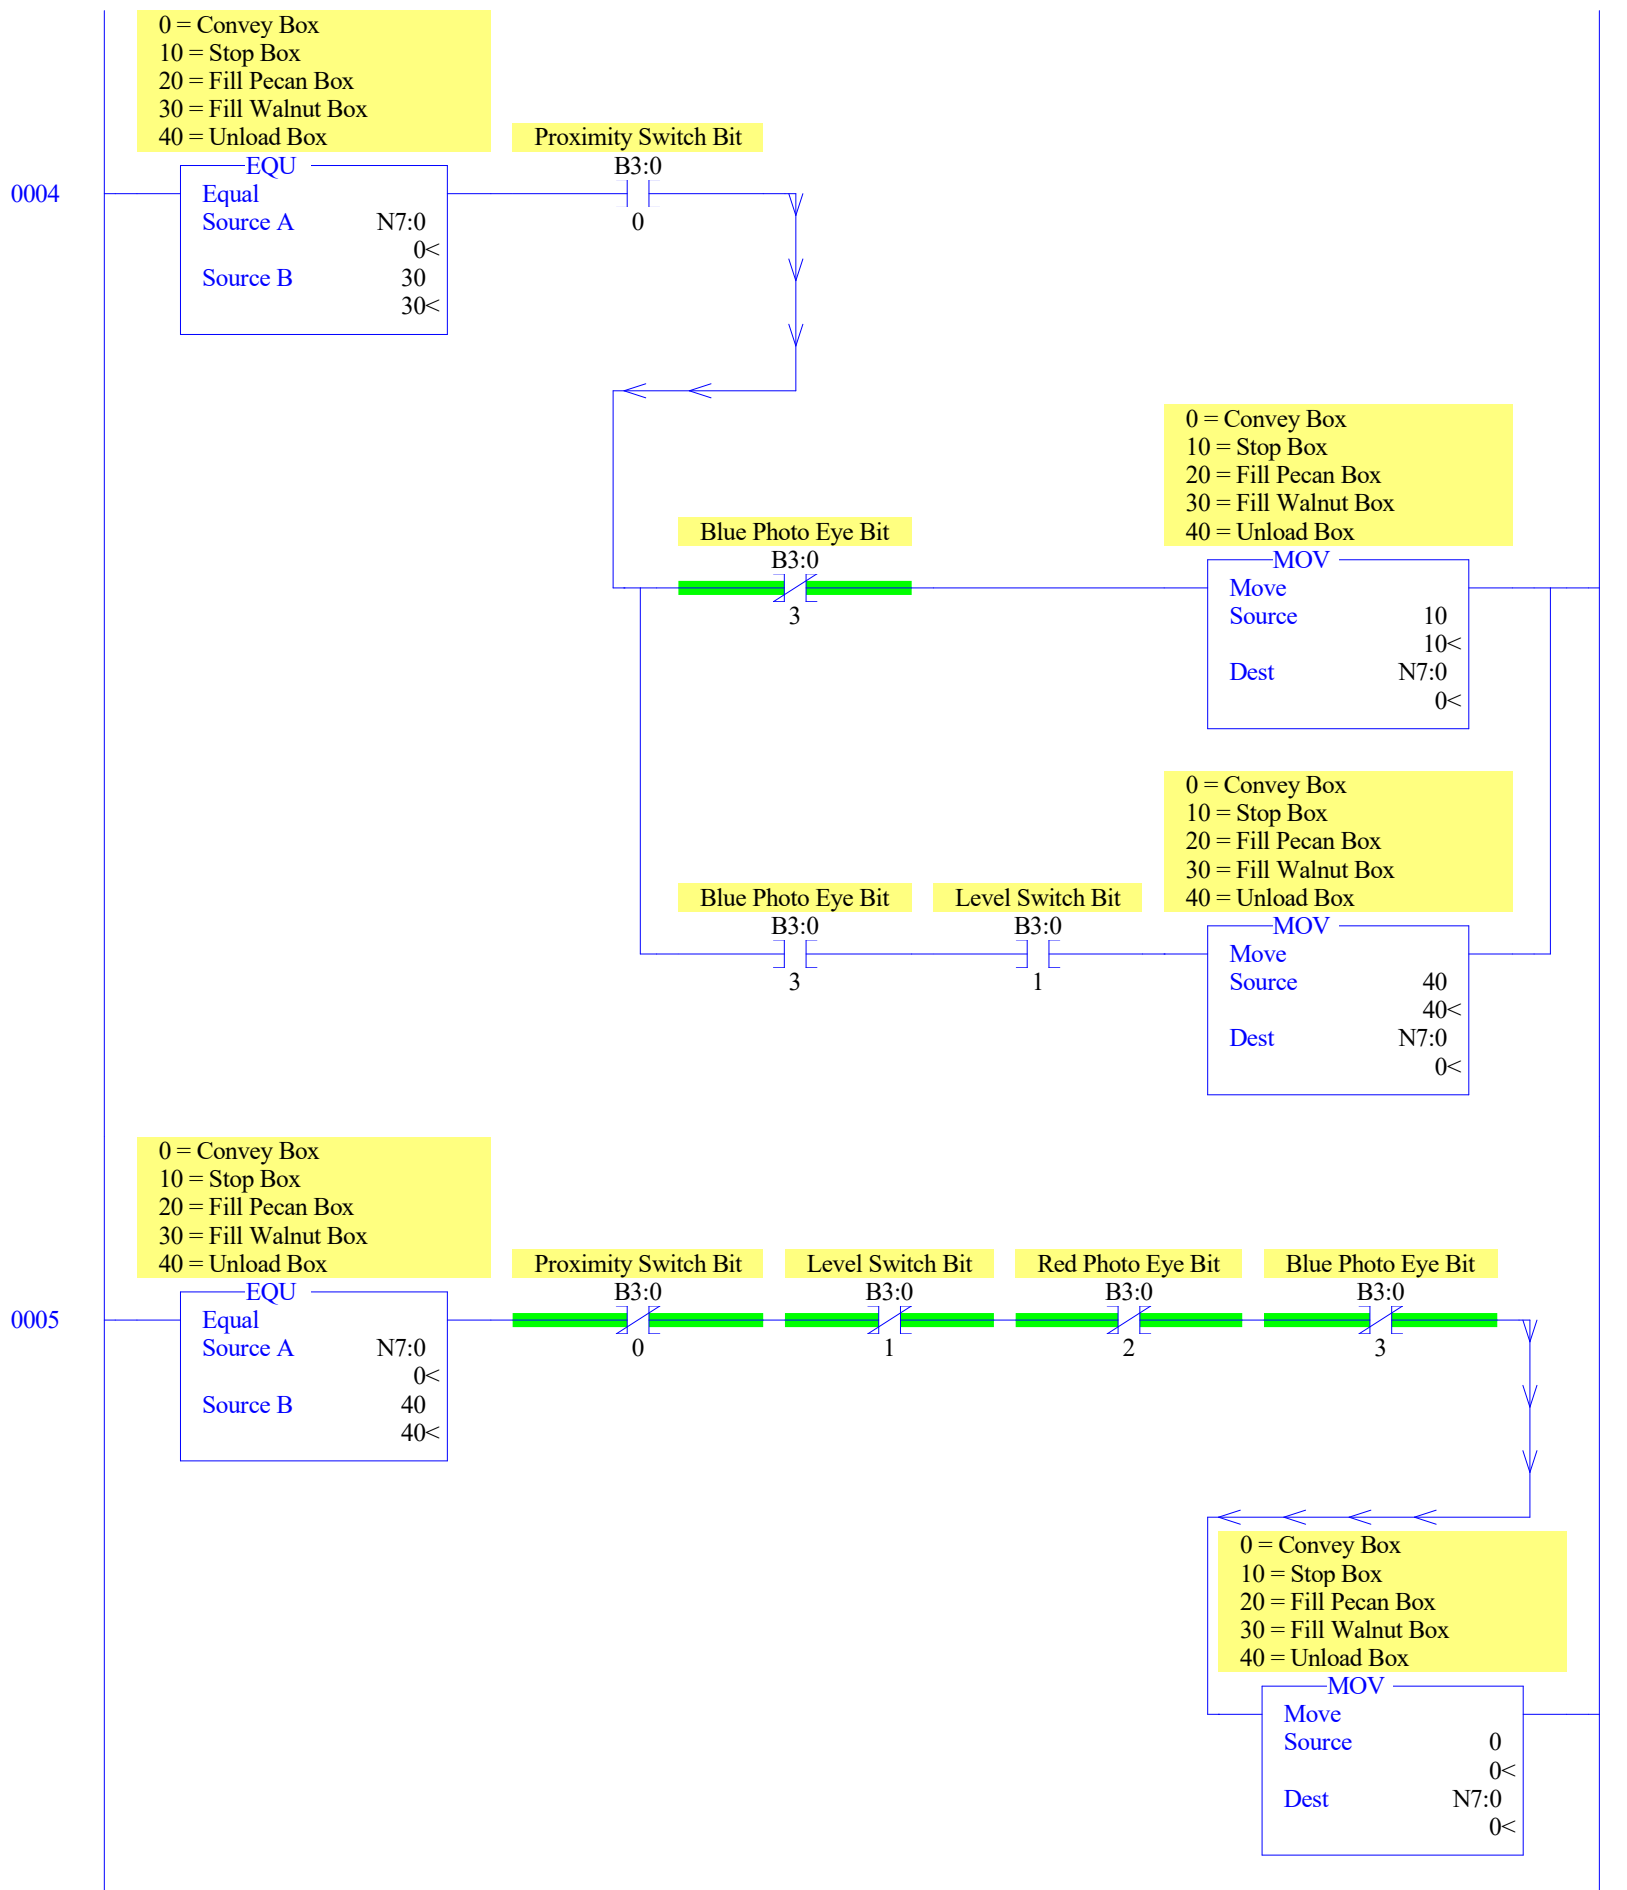 0 = Convey Box
10 = Stop Box
20 = Fill Pecan Box
30 = Fill Walnut Box
40 = Unload Box
Proximity Switch Bit
EQU
B3:0
0004
Equal
Source A N7:0
0
0<
Source B 30
30<
0 = Convey Box
10 = Stop Box
20 = Fill Pecan Box
30 = Fill Walnut Box
40 = Unload Box
Blue Photo Eye Bit
B3:0
MOV
Move
3
Source 10
10<
Dest N7:0
0<
0 = Convey Box
10 = Stop Box
20 = Fill Pecan Box
30 = Fill Walnut Box
40 = Unload Box
Blue Photo Eye Bit
Level Switch Bit
B3:0
B3:0
MOV
Move
3
1
Source 40
40<
Dest N7:0
0<
0 = Convey Box
10 = Stop Box
20 = Fill Pecan Box
30 = Fill Walnut Box
40 = Unload Box
Proximity Switch Bit
Level Switch Bit
Red Photo Eye Bit
Blue Photo Eye Bit
EQU
B3:0
B3:0
B3:0
B3:0
0005
Equal
Source A N7:0
0
1
2
3
0<
Source B 40
40<
0 = Convey Box
10 = Stop Box
20 = Fill Pecan Box
30 = Fill Walnut Box
40 = Unload Box
MOV
Move
Source 0
0<
Dest N7:0
0<